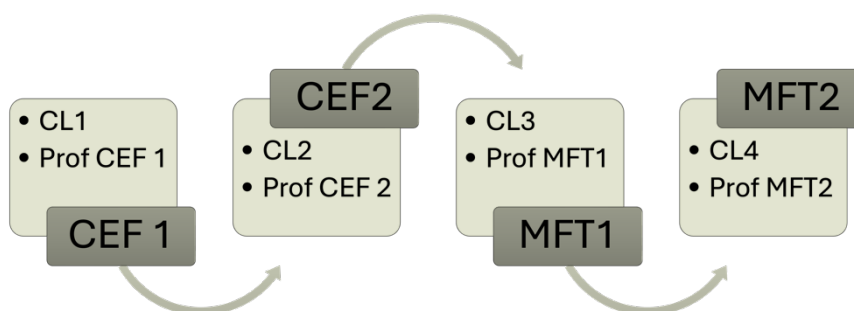 CL1
Prof CEF 1
CEF 1
CEF2
CL2
Prof CEF 2
CL3
Prof MFT1
MFT1
MFT2
CL4
Prof MFT2